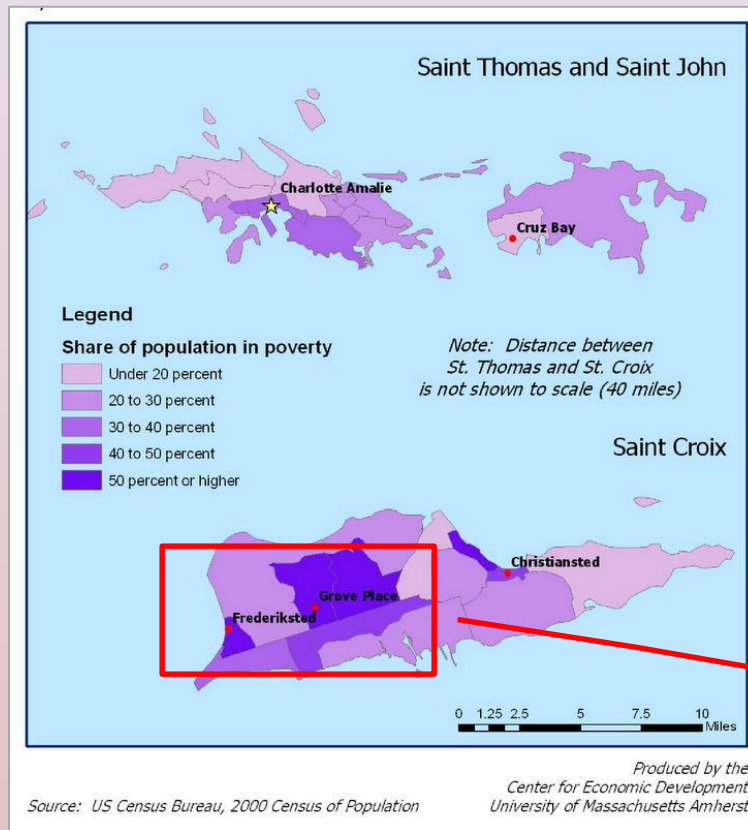 Saint Thomas and Saint John
Charlotte Amalie
Cruz Bay
Legend
Share of population in poverty
Under 20 percent
20 to 30 percent
30 to 40 percent
40 to 50 percent
50 percent or higher
Note: Distance between
St. Thomas and St. Croix
is not shown to scale (40 miles)
Saint Croix
Christiansted
Grove Place
Frederiksted
0 1.25 2.5 5 7.5 10
Miles
Produced by the
Center for Economic Development
Source: US Census Bureau, 2000 Census of Population University of Massachusetts Amherst